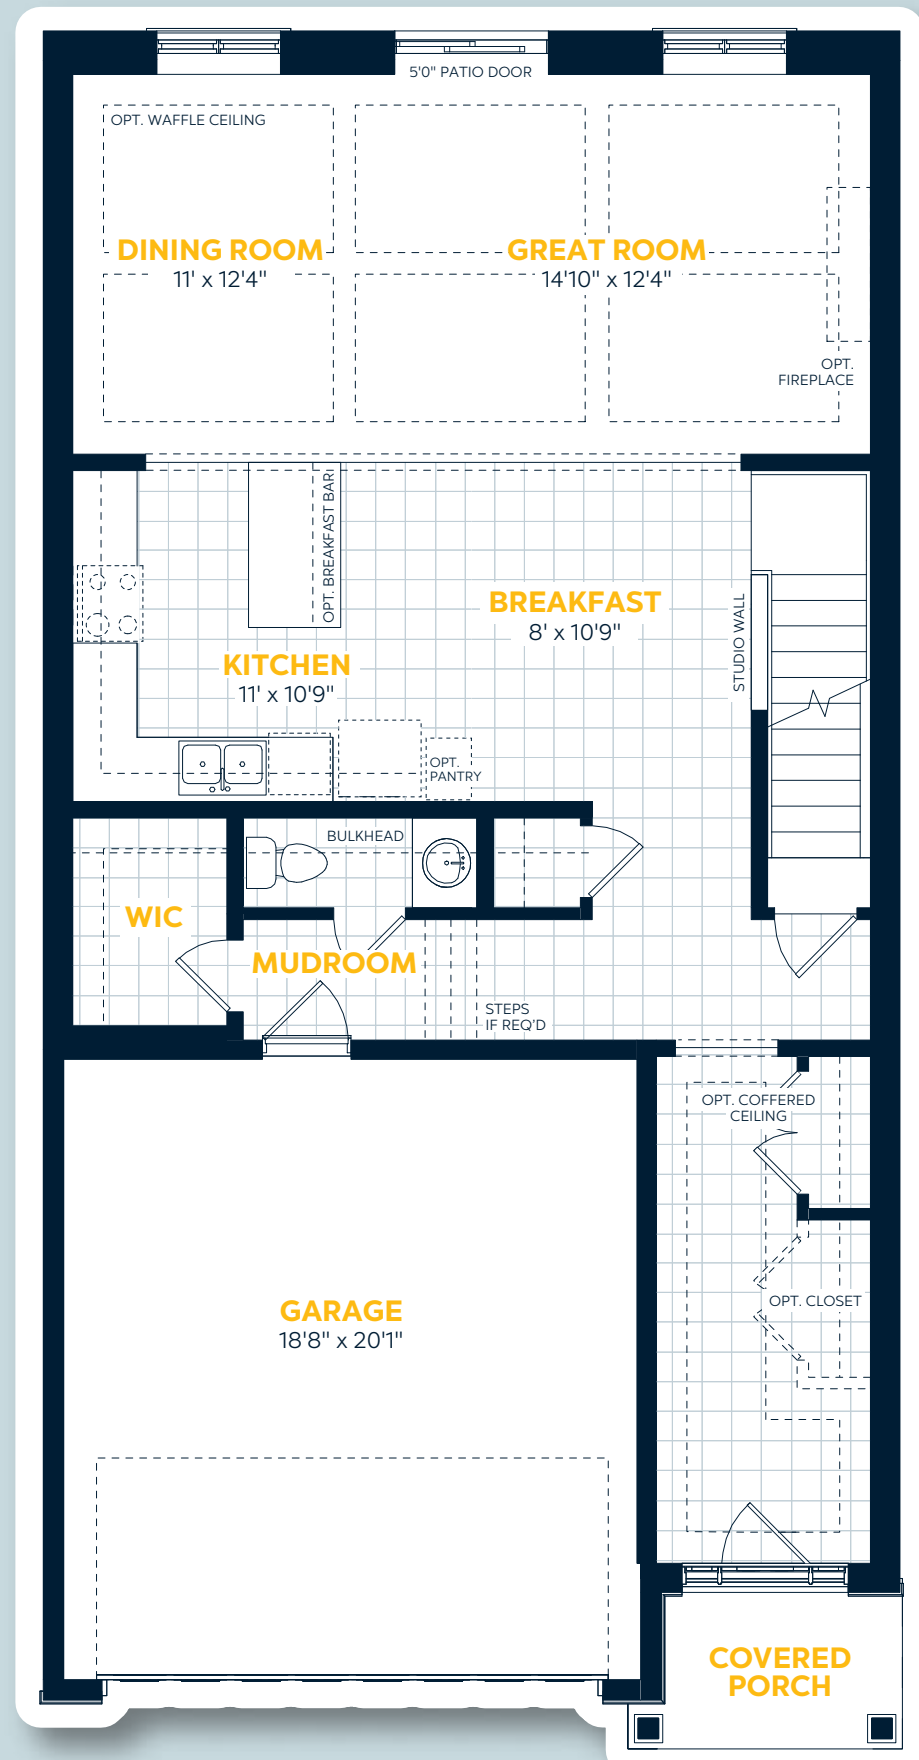 5'0" PATIO DOOR
OPT. WAFFLE CEILING
DINING ROOM
11' x 12'4"
GREAT ROOM
14'10" x 12'4"
OPT.
FIREPLACE
OPT. BREAKFAST BAR
BREAKFAST
8' x 10'9"
STUDIO WALL
KITCHEN
11' x 10'9"
OPT.
PANTRY
BULKHEAD
WIC
MUDROOM
STEPS
IF REQ'D
OPT. COFFERED
CEILING
OPT. CLOSET
GARAGE
18'8" x 20'1"
COVERED
PORCH